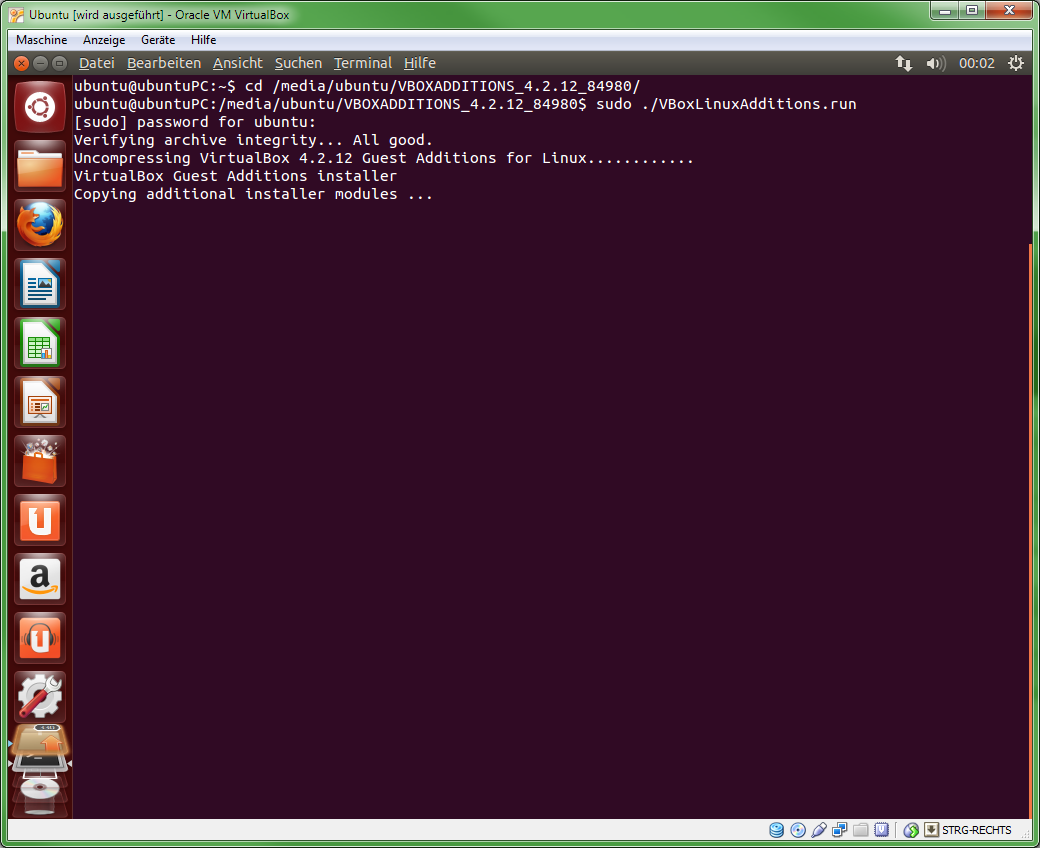 Ubuntu [wird ausgeführt] - Oracle VM VirtualBox
Maschine Anzeige Geräte Hilfe
Datei Bearbeiten Ansicht Suchen Terminal Hilfe 00:02
ubuntu@ubuntuPC:~$ cd /media/ubuntu/VBOXADDITIONS_4.2.12_84980/
ubuntu@ubuntuPC:/media/ubuntu/VBOXADDITIONS_4.2.12_84980$ sudo ./VBoxLinuxAdditions.run
[sudo] password for ubuntu:
Verifying archive integrity... All good.
Uncompressing VirtualBox 4.2.12 Guest Additions for Linux............
VirtualBox Guest Additions installer
Copying additional installer modules ...
STRG-RECHTS